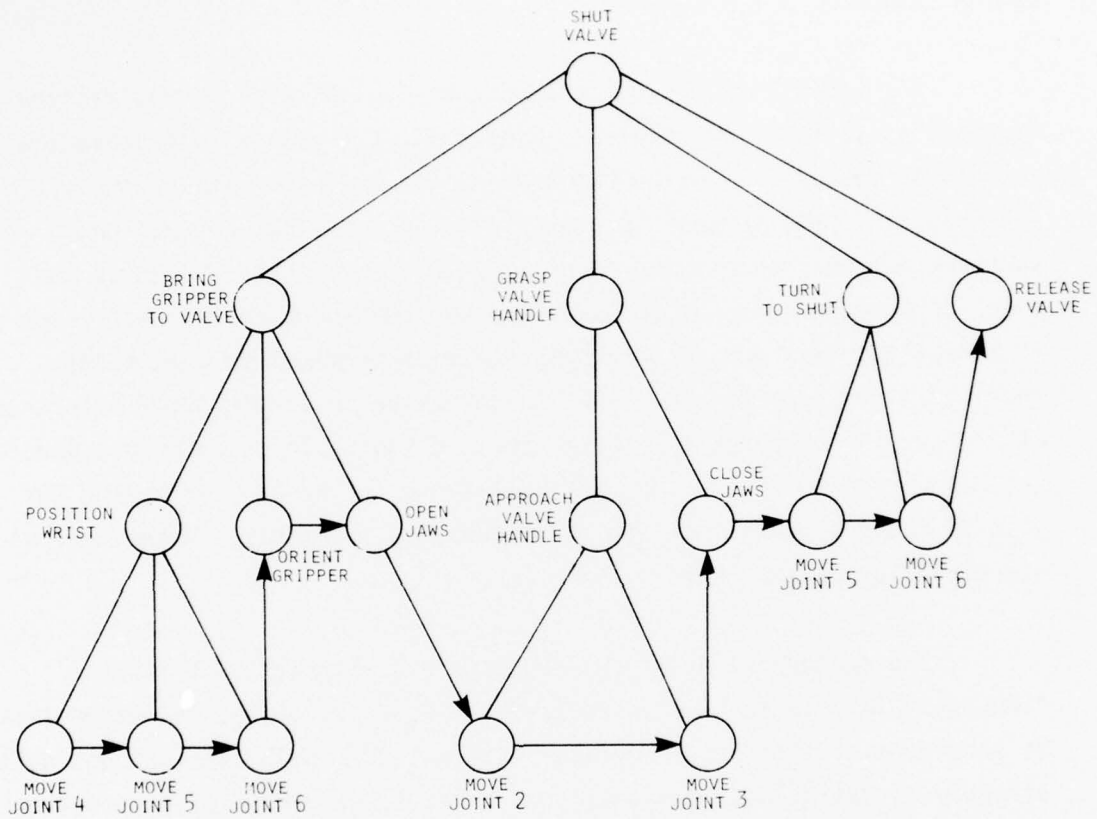 SHUT
VALVE
BRING
GRIPPER
TO VALVE
GRASP
VALVE
HANDLF
TURN
TO SHUT
RELEASE
VALVE
POSITION
WRIST
ORIENT
GRIPPER
OPEN
JAWS
APPROACH
VALVE
HANDLE
CLOSE
JAWS
MOVE
JOINT 5
MOVE
JOINT 6
MOVE
JOINT 4
MOVE
JOINT 5
MOVE
JOINT 6
MOVE
JOINT 2
MOVE
JOINT 3